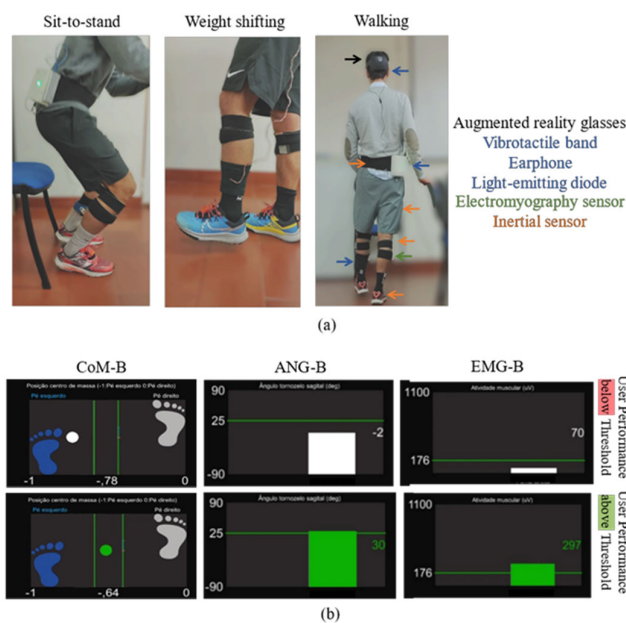 Sit-to-stand
Weight shifting
Walking
Augmented reality glasses
Vibrotactile band
Earphone
Light-emitting diode
Electromyography sensor
Inertial sensor
(a)
CoM-B
ANG-B
EMG-B
Posição centro de massa (-1:Pé esquerdo 0:Pé direito)
Pé esquerdo
Pé direito
-1
-,78
0
Ângulo tornozelo sagital (deg)
90
25
-2
-90
Atividade muscular (uV)
1100
70
176
User Performance
below Threshold
Posição centro de massa (-1:Pé esquerdo 0:Pé direito)
Pé esquerdo
Pé direito
-1
-,64
0
Ângulo tornozelo sagital (deg)
90
25
30
-90
Atividade muscular (uV)
1100
297
176
User Performance
above Threshold
(b)